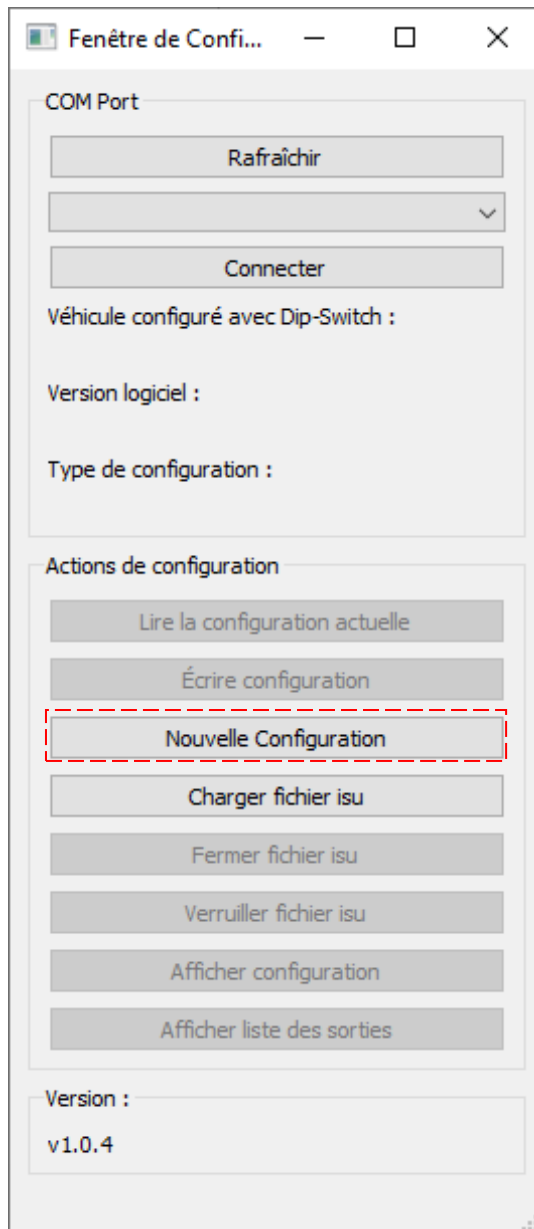 Fenêtre de Confi...
COM Port
Rafraîchir
Connecter
Véhicule configuré avec Dip-Switch :
Version logiciel :
Type de configuration :
Actions de configuration
Lire la configuration actuelle
Écrire configuration
Nouvelle Configuration
Charger fichier isu
Fermer fichier isu
Verruiller fichier isu
Afficher configuration
Afficher liste des sorties
Version :
v1.0.4